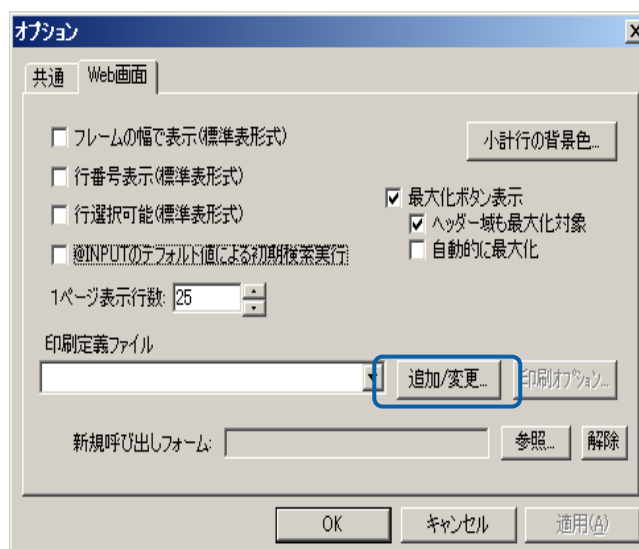 オプション
共通 Web画面
フレームの幅で表示(標準表形式)
小計行の背景色...
行番号表示(標準表形式)
最大化ボタン表示
行選択可能(標準表形式)
ヘッダー域も最大化対象
@INPUTのデフォルト値による初期検索実行
自動的に最大化
1ページ表示行数: 25
印刷定義ファイル
追加/変更... 印刷オプション...
新規呼び出しフォーム: 参照... 解除
OK キャンセル 適用(A)